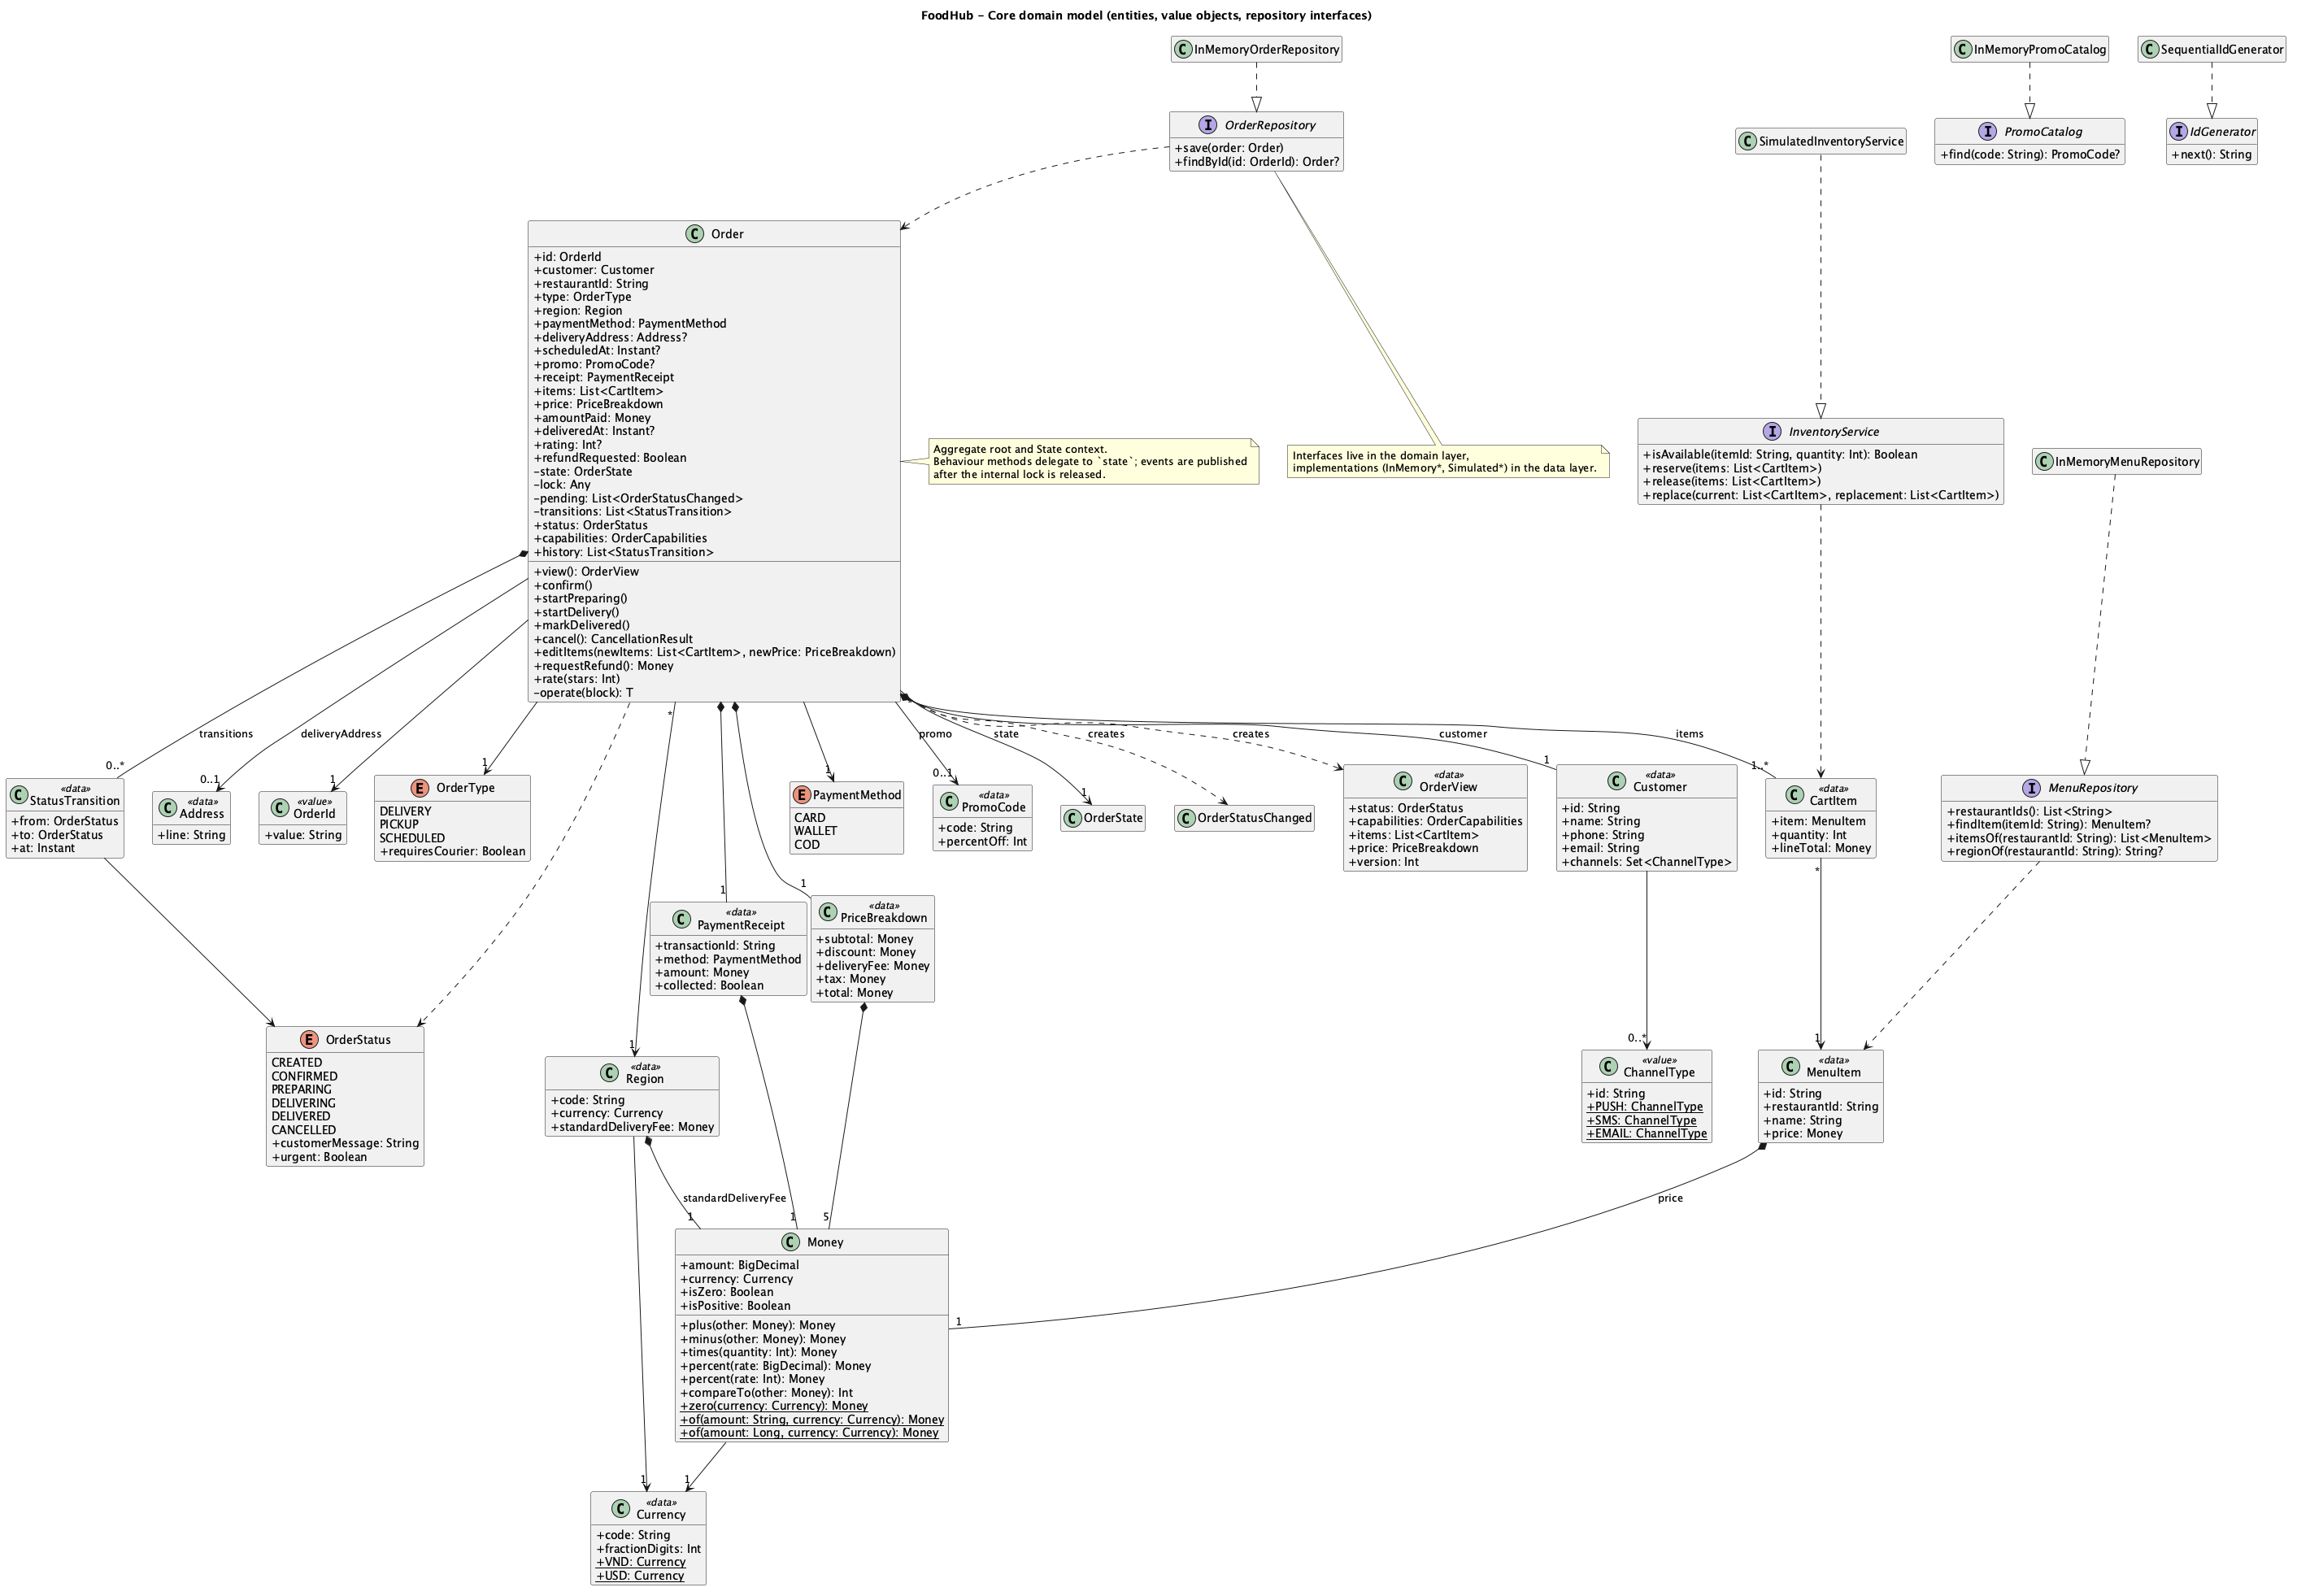 FoodHub – Core domain model (entities, value objects, repository interfaces)
C InMemoryOrderRepository
C InMemoryPromoCatalog
C SequentialIdGenerator
I OrderRepository
+save(order: Order)
+findById(id: OrderId): Order?
C SimulatedInventoryService
I PromoCatalog
+find(code: String): PromoCode?
I IdGenerator
+next(): String
C Order
+id: OrderId
+customer: Customer
+restaurantId: String
+type: OrderType
+region: Region
+paymentMethod: PaymentMethod
+deliveryAddress: Address?
+scheduledAt: Instant?
+promo: PromoCode?
+receipt: PaymentReceipt
+items: List<CartItem>
+price: PriceBreakdown
+amountPaid: Money
+deliveredAt: Instant?
+rating: Int?
+refundRequested: Boolean
–state: OrderState
–lock: Any
–pending: List<OrderStatusChanged>
–transitions: List<StatusTransition>
+status: OrderStatus
+capabilities: OrderCapabilities
+history: List<StatusTransition>
+view(): OrderView
+confirm()
+startPreparing()
+startDelivery()
+markDelivered()
+cancel(): CancellationResult
+editItems(newItems: List<CartItem>, newPrice: PriceBreakdown)
+requestRefund(): Money
+rate(stars: Int)
–operate(block): T
Aggregate root and State context.
Behaviour methods delegate to `state`; events are published
after the internal lock is released.
Interfaces live in the domain layer,
implementations (InMemory*, Simulated*) in the data layer.
I InventoryService
+isAvailable(itemId: String, quantity: Int): Boolean
+reserve(items: List<CartItem>)
+release(items: List<CartItem>)
+replace(current: List<CartItem>, replacement: List<CartItem>)
C InMemoryMenuRepository
transitions
deliveryAddress
promo
state
creates
creates
customer
items
0..*
0..1
1
1
*
1
0..1
1
1
1..*
C «data»
StatusTransition
+from: OrderStatus
+to: OrderStatus
+at: Instant
C «data»
Address
+line: String
C «value»
OrderId
+value: String
E OrderType
DELIVERY
PICKUP
SCHEDULED
+requiresCourier: Boolean
E PaymentMethod
CARD
WALLET
COD
C «data»
PromoCode
+code: String
+percentOff: Int
C OrderState
C OrderStatusChanged
C «data»
OrderView
+status: OrderStatus
+capabilities: OrderCapabilities
+items: List<CartItem>
+price: PriceBreakdown
+version: Int
C «data»
Customer
+id: String
+name: String
+phone: String
+email: String
+channels: Set<ChannelType>
C «data»
CartItem
+item: MenuItem
+quantity: Int
+lineTotal: Money
I MenuRepository
+restaurantIds(): List<String>
+findItem(itemId: String): MenuItem?
+itemsOf(restaurantId: String): List<MenuItem>
+regionOf(restaurantId: String): String?
1
1
*
C «data»
PaymentReceipt
+transactionId: String
+method: PaymentMethod
+amount: Money
+collected: Boolean
C «data»
PriceBreakdown
+subtotal: Money
+discount: Money
+deliveryFee: Money
+tax: Money
+total: Money
E OrderStatus
CREATED
CONFIRMED
PREPARING
DELIVERING
DELIVERED
CANCELLED
+customerMessage: String
+urgent: Boolean
1
0..*
1
C «data»
Region
+code: String
+currency: Currency
+standardDeliveryFee: Money
C «value»
ChannelType
+id: String
+PUSH: ChannelType
+SMS: ChannelType
+EMAIL: ChannelType
C «data»
MenuItem
+id: String
+restaurantId: String
+name: String
+price: Money
standardDeliveryFee
price
1
1
5
1
C Money
+amount: BigDecimal
+currency: Currency
+isZero: Boolean
+isPositive: Boolean
+plus(other: Money): Money
+minus(other: Money): Money
+times(quantity: Int): Money
+percent(rate: BigDecimal): Money
+percent(rate: Int): Money
+compareTo(other: Money): Int
+zero(currency: Currency): Money
+of(amount: String, currency: Currency): Money
+of(amount: Long, currency: Currency): Money
1
1
C «data»
Currency
+code: String
+fractionDigits: Int
+VND: Currency
+USD: Currency